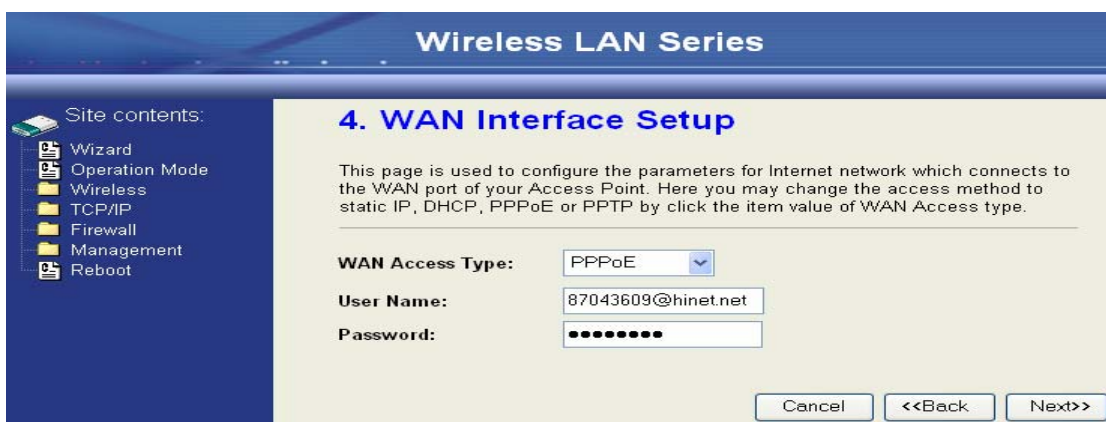 Wireless LAN Series
Site contents:
Wizard
Operation Mode
Wireless
TCP/IP
Firewall
Management
Reboot
4. WAN Interface Setup
This page is used to configure the parameters for Internet network which connects to
the WAN port of your Access Point. Here you may change the access method to
static IP, DHCP, PPPoE or PPTP by click the item value of WAN Access type.
WAN Access Type: PPPoE
User Name: 87043609@hinet.net
Password: ●●●●●●●●
Cancel <<Back Next>>